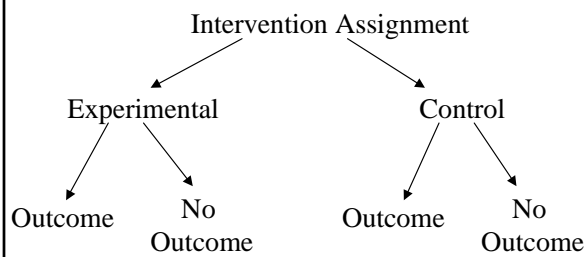 Intervention Assignment
Experimental
Control
Outcome
No
Outcome
Outcome
No
Outcome